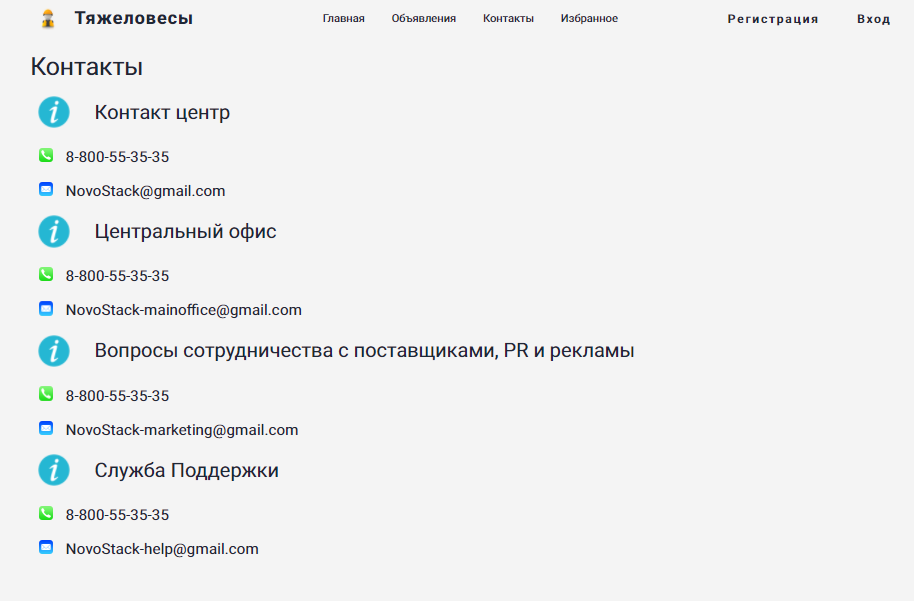 Тяжеловесы Главная Объявления Контакты Избранное Регистрация Вход
Контакты
Контакт центр
8-800-55-35-35
NovoStack@gmail.com
Центральный офис
8-800-55-35-35
NovoStack-mainoffice@gmail.com
Вопросы сотрудничества с поставщиками, PR и рекламы
8-800-55-35-35
NovoStack-marketing@gmail.com
Служба Поддержки
8-800-55-35-35
NovoStack-help@gmail.com